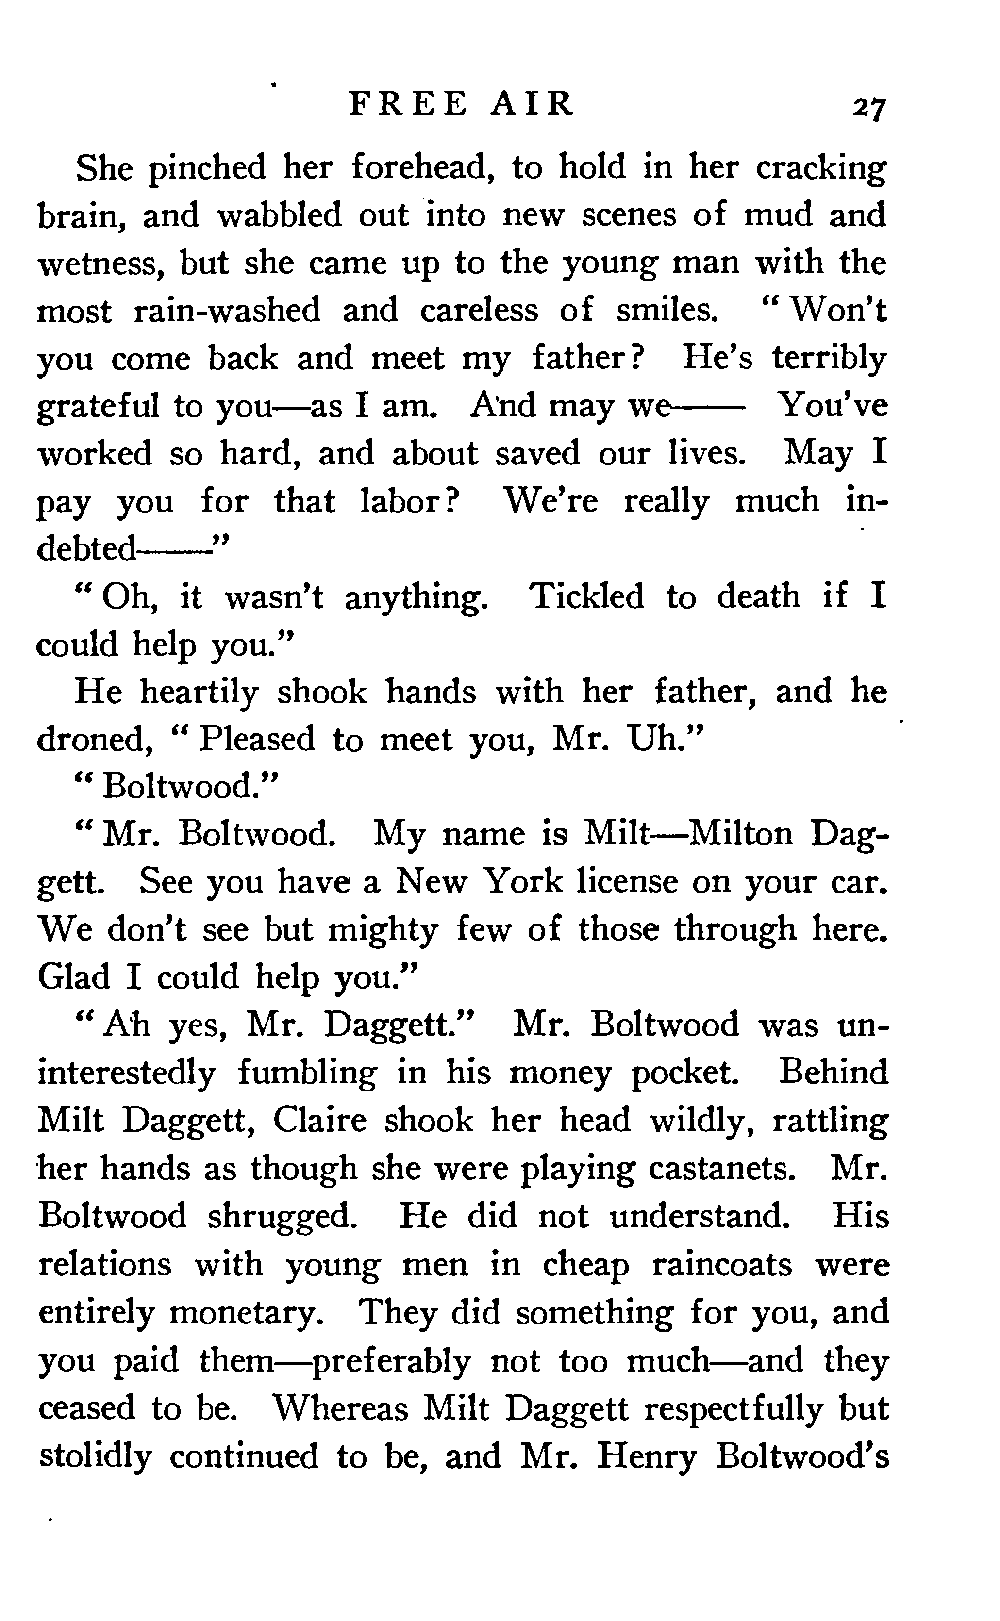 FREE AIR 27
She pinched her forehead, to hold in her cracking
brain, and wabbled out into new scenes of mud and
wetness, but she came up to the young man with the
most rain-washed and careless of smiles. "Won't
you come back and meet my father? He's terribly
grateful to you—as I am. And may we—— You've
worked so hard, and about saved our lives. May I
pay you for that labor? We're really much in-
debted——"
"Oh, it wasn't anything. Tickled to death if I
could help you."
He heartily shook hands with her father, and he
droned, "Pleased to meet you, Mr. Uh."
"Boltwood."
"Mr. Boltwood. My name is Milt—Milton Dag-
gett. See you have a New York license on your car.
We don't see but mighty few of those through here.
Glad I could help you."
"Ah yes, Mr. Daggett." Mr. Boltwood was un-
interestedly fumbling in his money pocket. Behind
Milt Daggett, Claire shook her head wildly, rattling
her hands as though she were playing castanets. Mr.
Boltwood shrugged. He did not understand. His
relations with young men in cheap raincoats were
entirely monetary. They did something for you, and
you paid them—preferably not too much—and they
ceased to be. Whereas Milt Daggett respectfully but
stolidly continued to be, and Mr. Henry Boltwood's